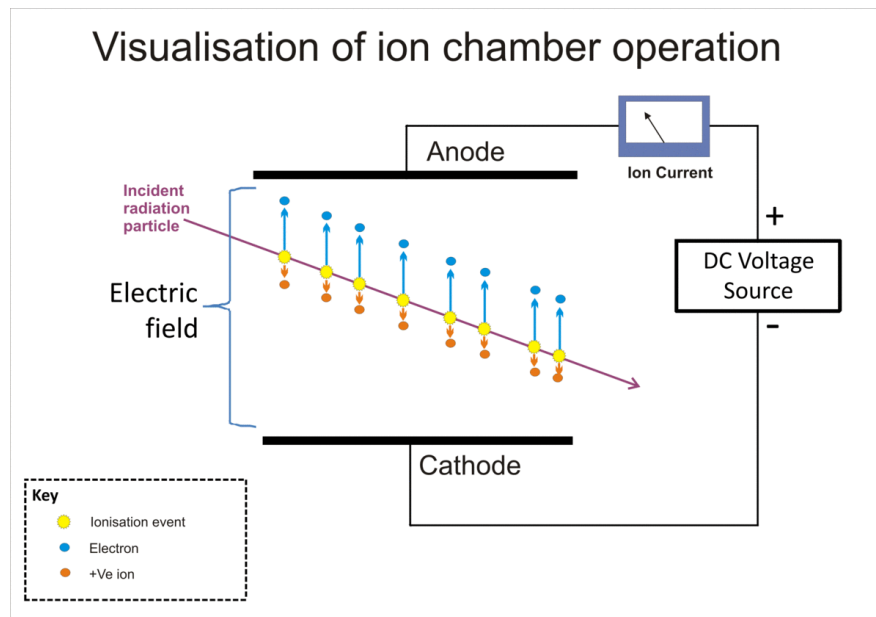 Visualisation of ion chamber operation
Anode
Ion Current
Incident
radiation
particle
+
DC Voltage
Source
-
Electric
field
Cathode
Key
Ionisation event
Electron
+Ve ion